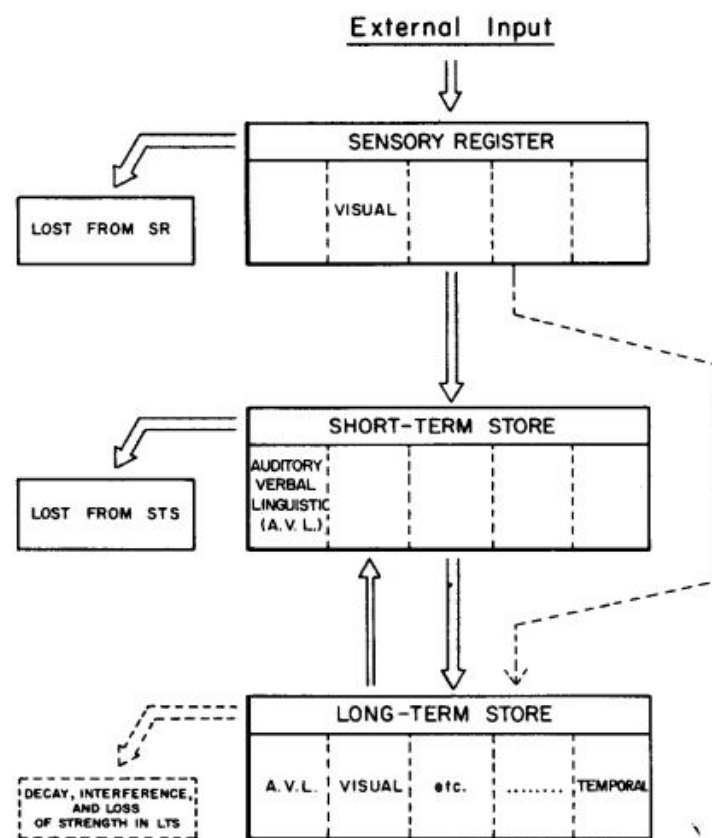 External Input
SENSORY REGISTER
VISUAL
LOST FROM SR
SHORT-TERM STORE
AUDITORY
VERBAL
LINGUISTIC
(A.V.L.)
LOST FROM STS
LONG-TERM STORE
A.V.L. VISUAL etc. ........ TEMPORAL
DECAY, INTERFERENCE,
AND LOSS
OF STRENGTH IN LTS